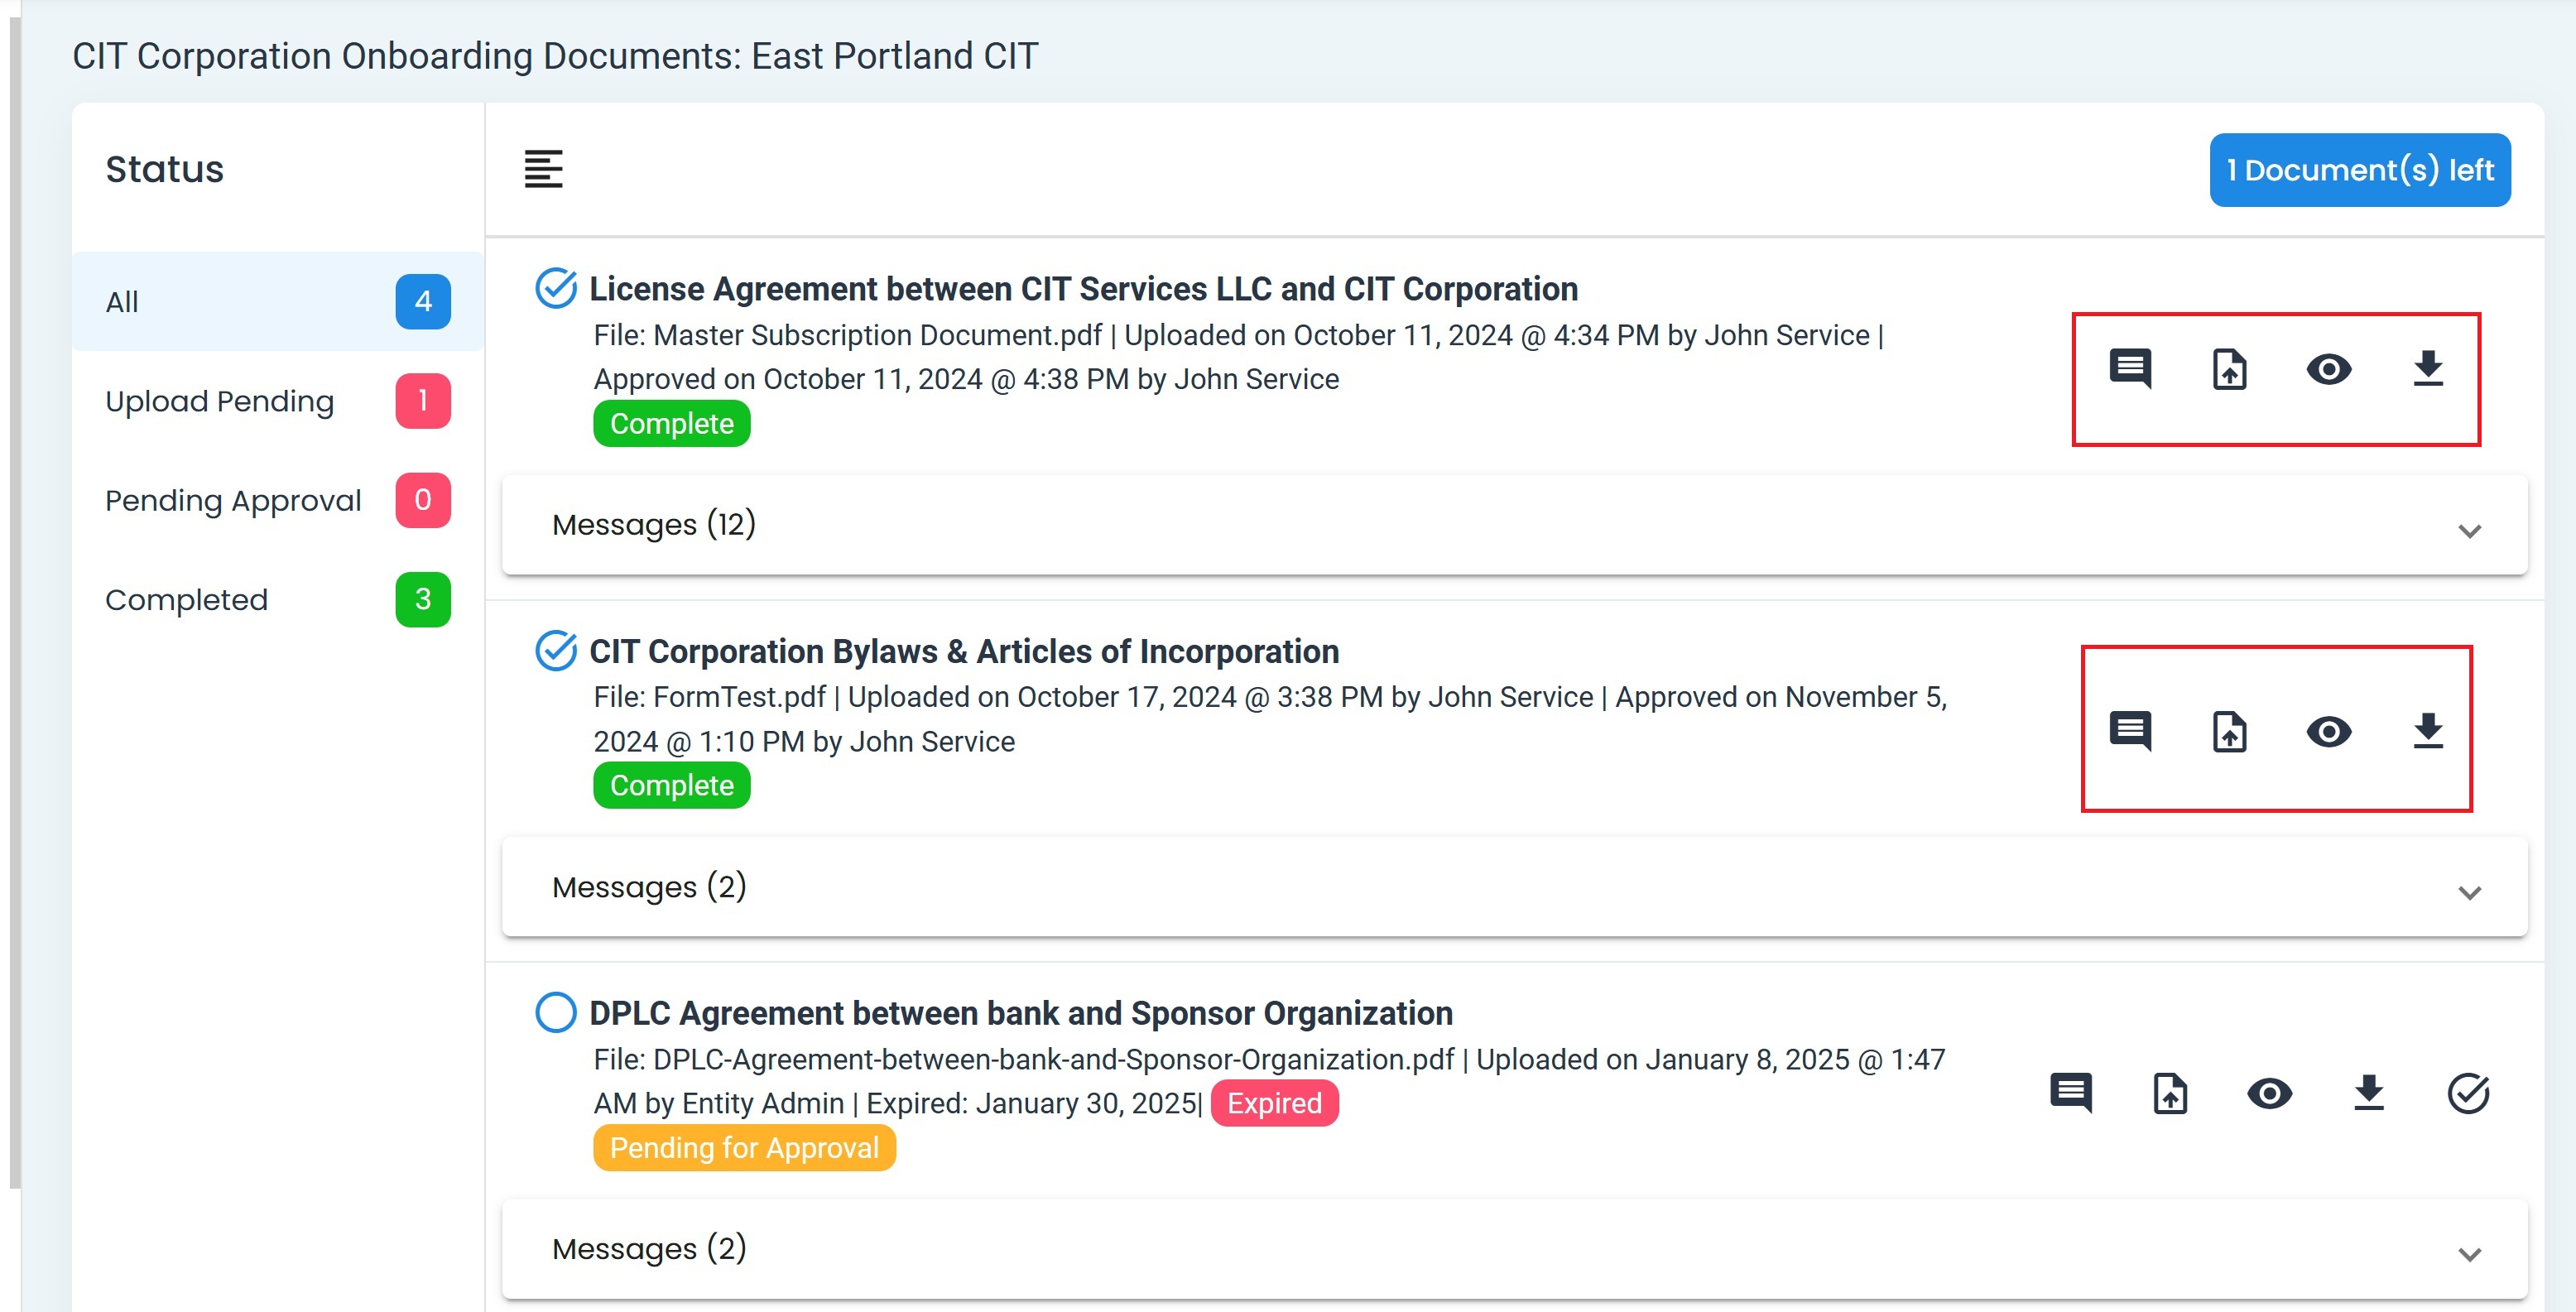 CIT Corporation Onboarding Documents: East Portland CIT
Status
1 Document(s) left
All 4
Upload Pending 1
Pending Approval 0
Completed 3
License Agreement between CIT Services LLC and CIT Corporation
File: Master Subscription Document.pdf | Uploaded on October 11, 2024 @ 4:34 PM by John Service |
Approved on October 11, 2024 @ 4:38 PM by John Service
Complete
Messages (12)
CIT Corporation Bylaws & Articles of Incorporation
File: FormTest.pdf | Uploaded on October 17, 2024 @ 3:38 PM by John Service | Approved on November 5,
2024 @ 1:10 PM by John Service
Complete
Messages (2)
DPLC Agreement between bank and Sponsor Organization
File: DPLC-Agreement-between-bank-and-Sponsor-Organization.pdf | Uploaded on January 8, 2025 @ 1:47
AM by Entity Admin | Expired: January 30, 2025| Expired
Pending for Approval
Messages (2)